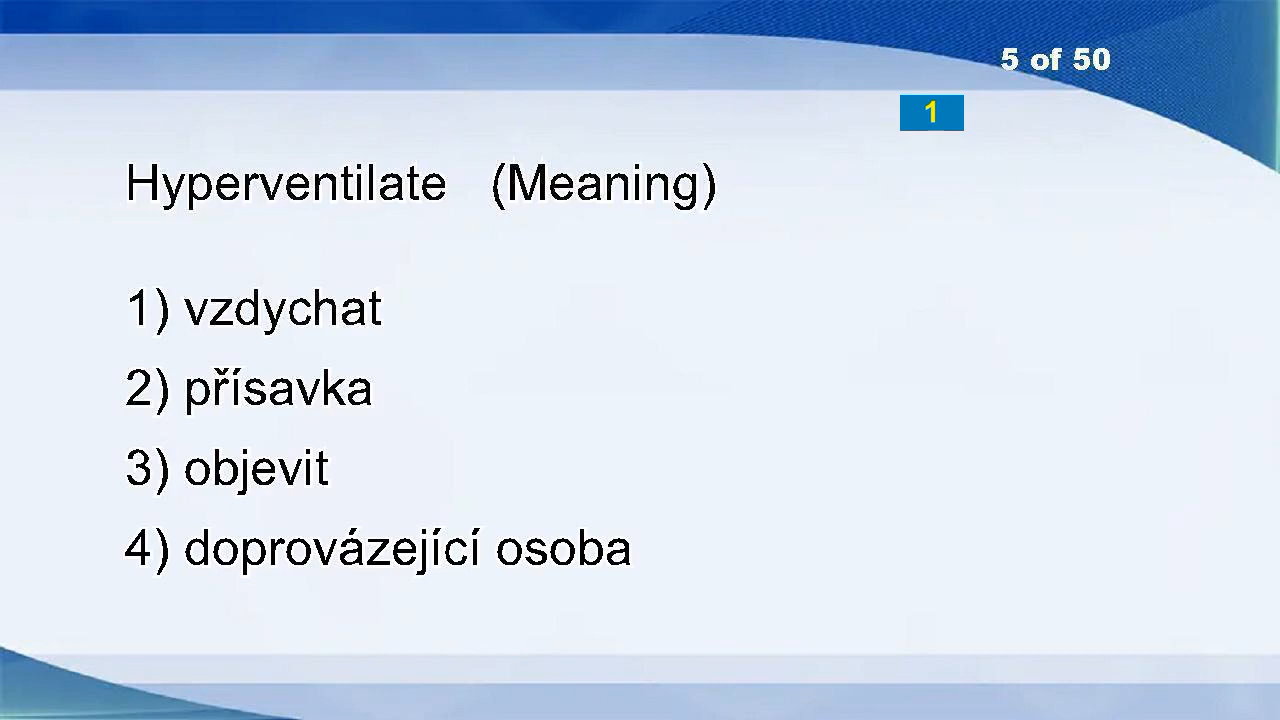 5 of 50
1
Hyperventilate (Meaning)
1) vzdychat
2) přísavka
3) objevit
4) doprovázející osoba